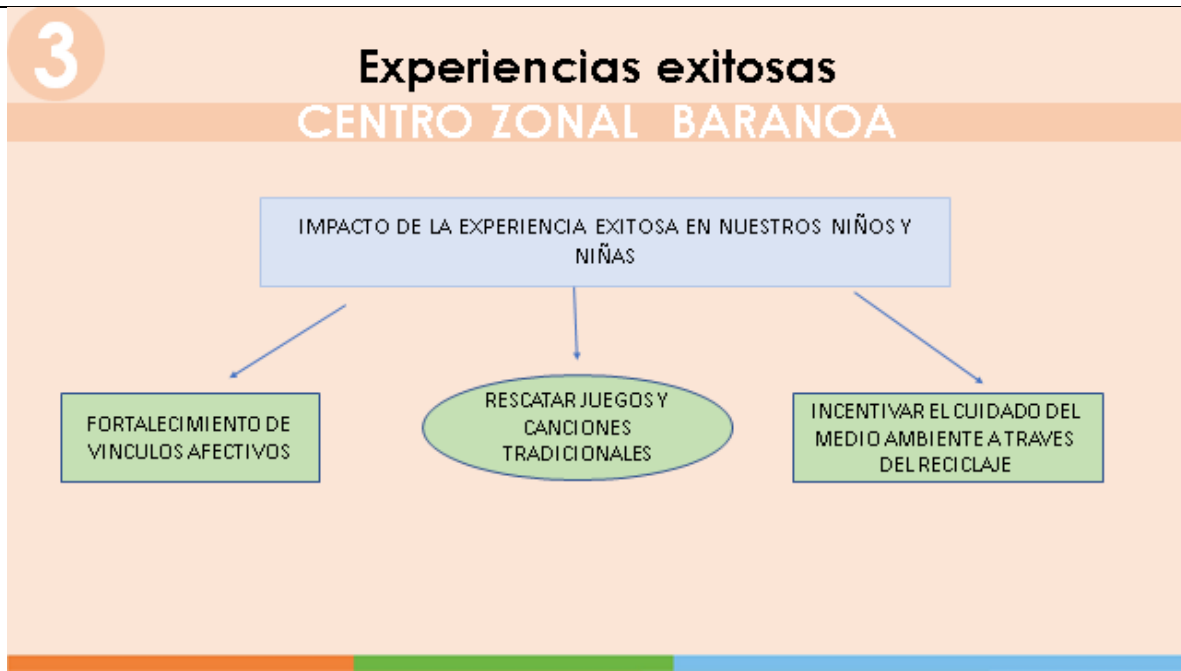 3
Experiencias exitosas
CENTRO ZONAL BARANOA
IMPACTO DE LA EXPERIENCIA EXITOSA EN NUESTROS NIÑOS Y
NIÑAS
FORTALECIMIENTO DE
VINCULOS AFECTIVOS
RESCATAR JUEGOS Y
CANCIONES
TRADICIONALES
INCENTIVAR EL CUIDADO DEL
MEDIO AMBIENTE A TRAVES
DEL RECICLAJE